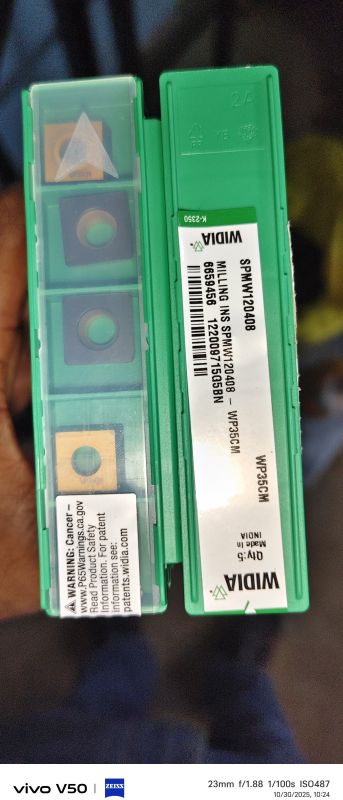 2A
K-2350
WIDIA
SPMW120408
WP35CM
MILLING INS SPMW120408 - WP35CM
6659456 12200971505BN
Qty:5
Made in
INDIA
WIDIA
WARNING: Cancer –
www.P65Warnings.ca.gov
Read Product Safety
Information. For patent
information see:
patents.widia.com
vivo V50 | ZEISS
23mm f/1.88 1/100s ISO487
10/30/2025, 10:24